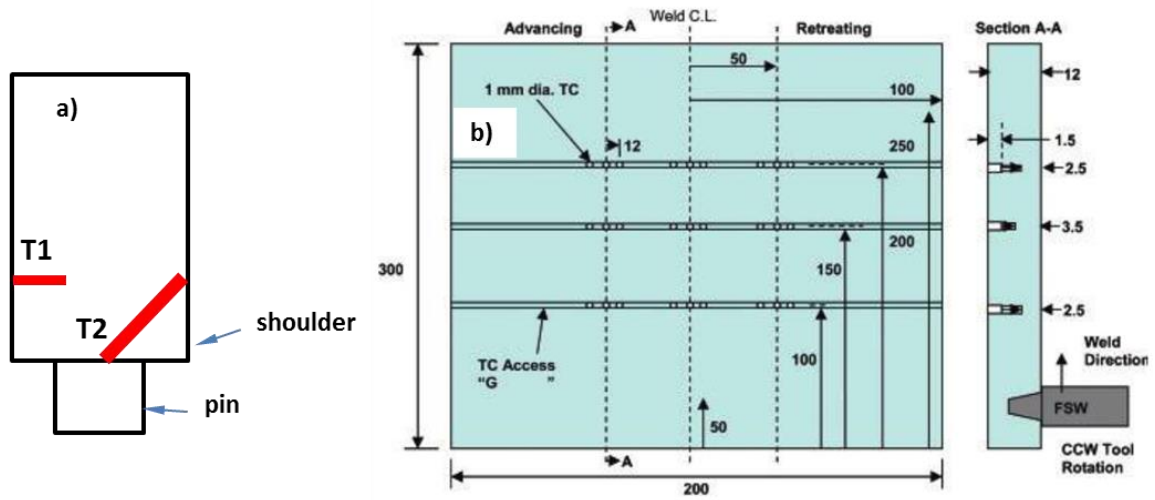 a)
T1
T2
shoulder
pin
Weld C.L.
Advancing
A
Retreating
Section A-A
50
12
1 mm dia. TC
100
b)
12
250
1.5
2.5
3.5
200
300
150
2.5
TC Access
"G "
100
Weld
Direction
FSW
50
CCW Tool
Rotation
A
200